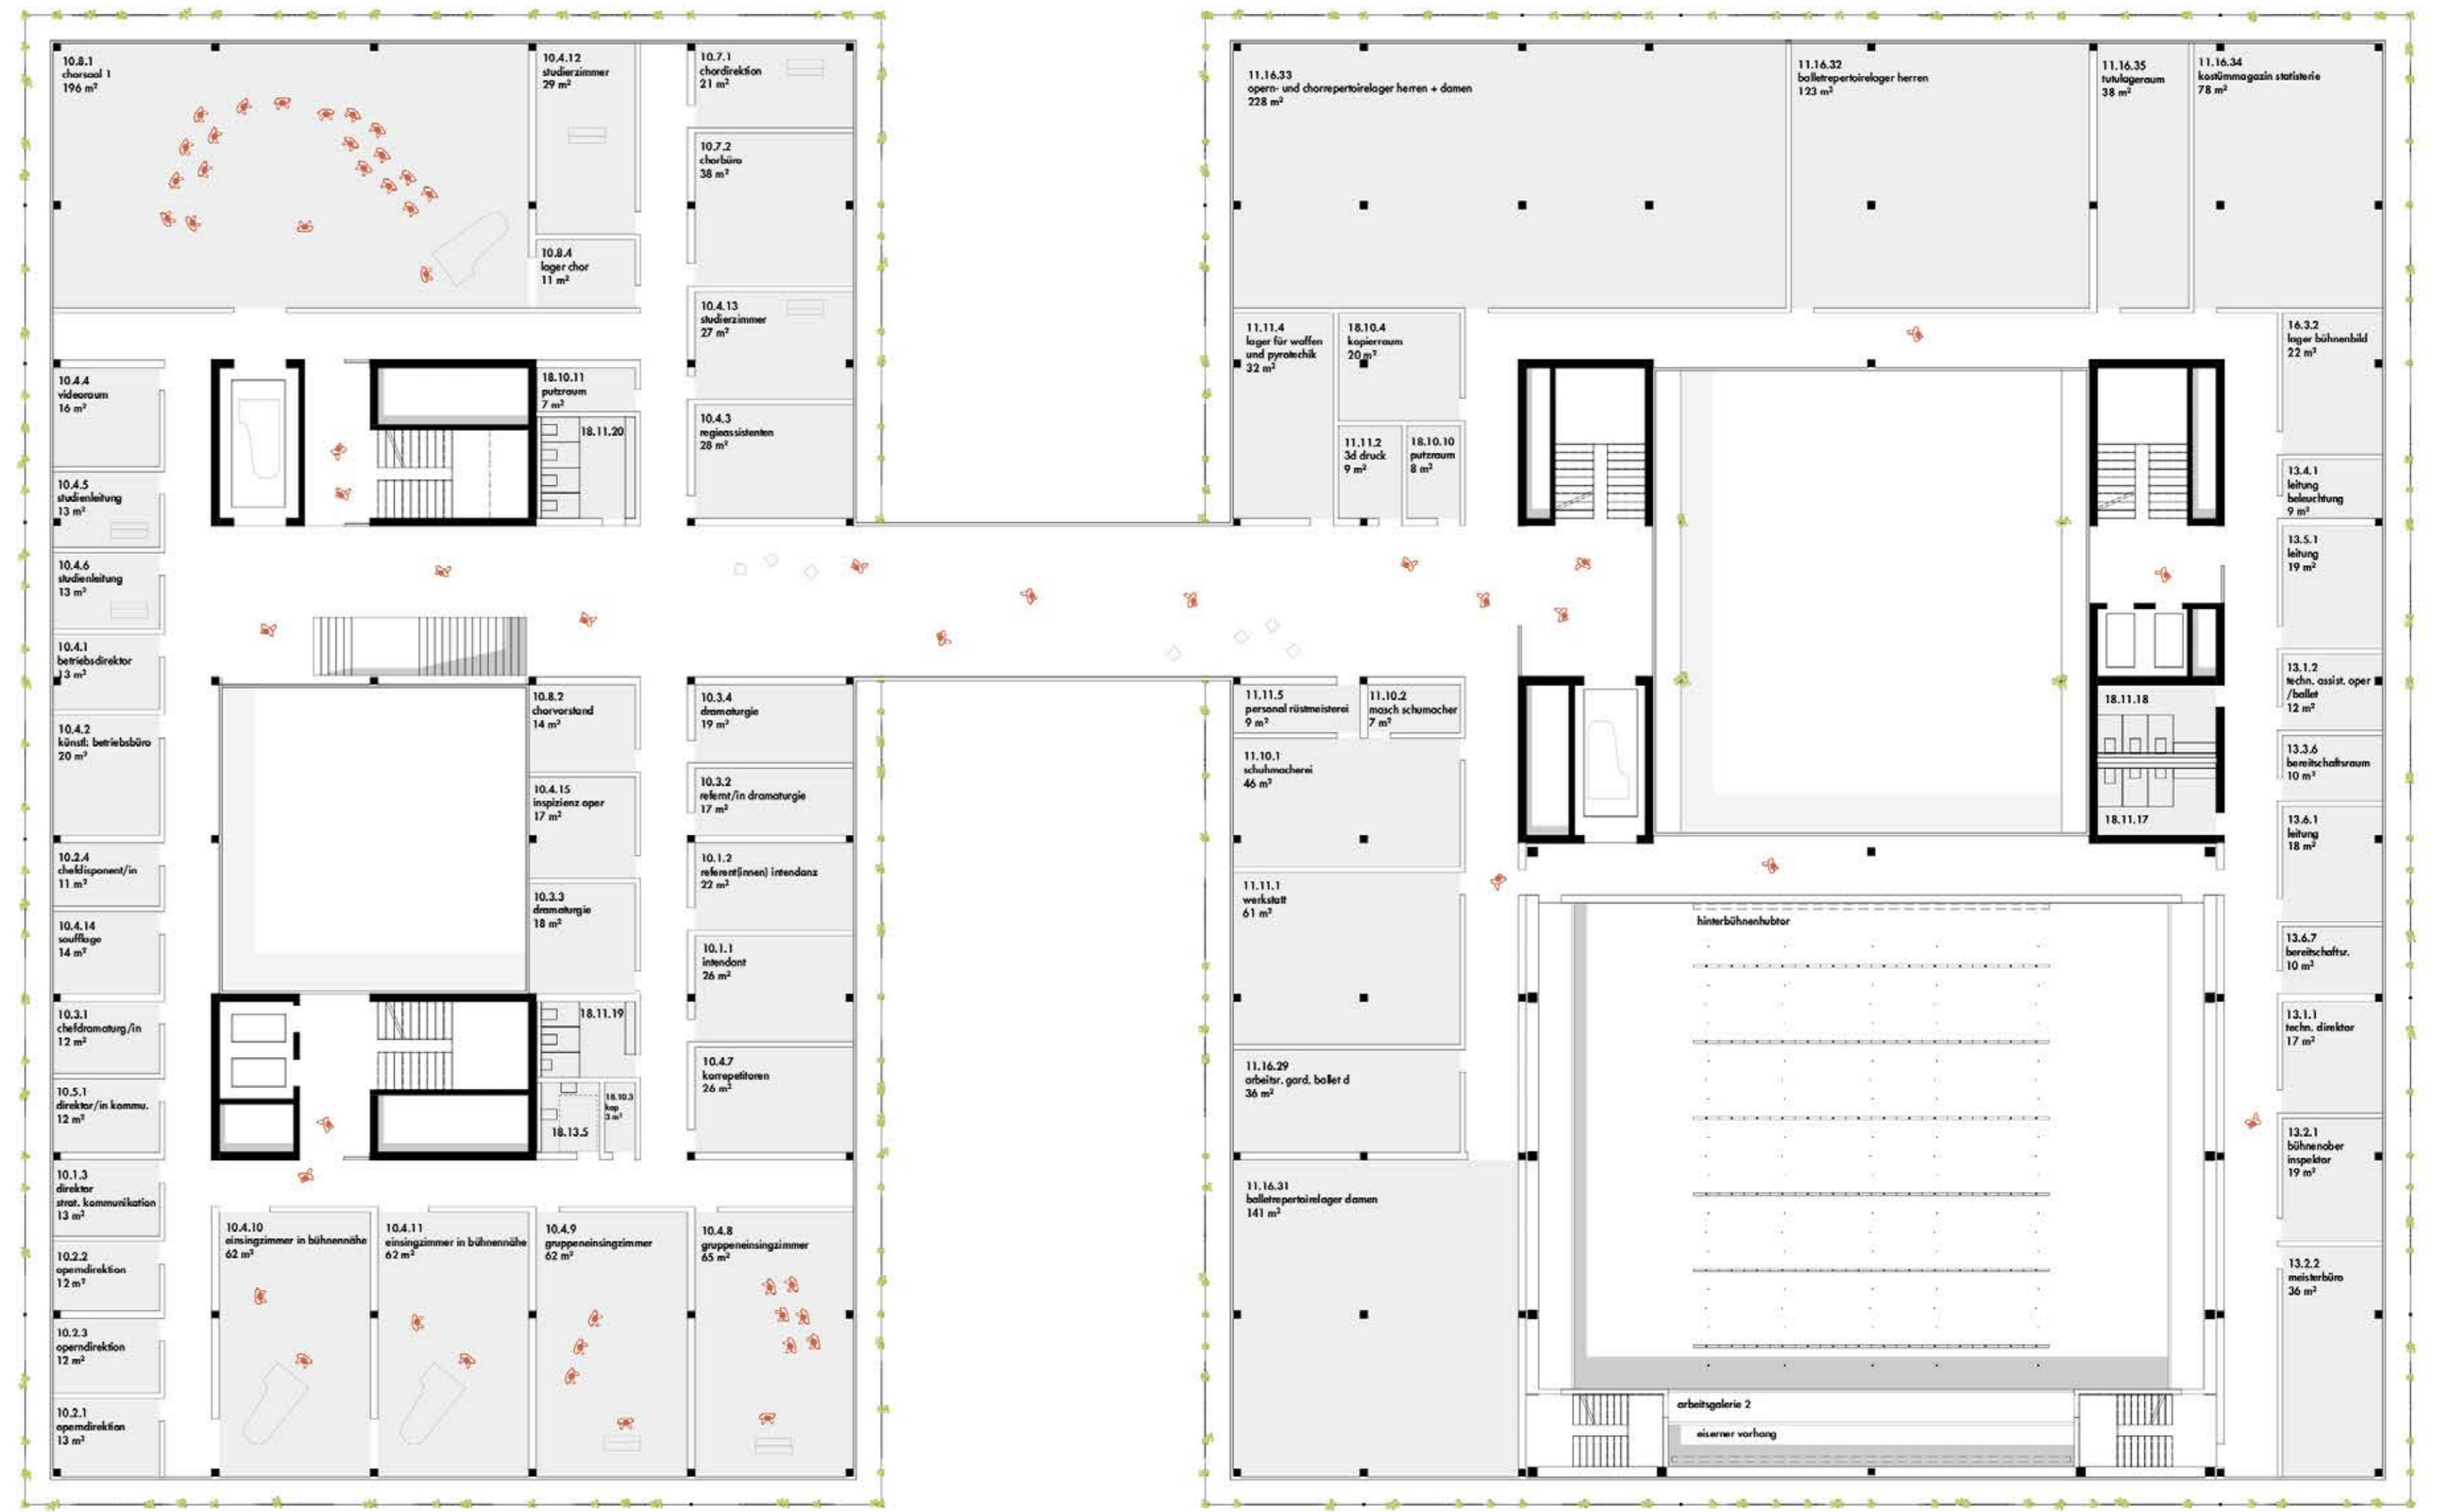 10.8.1
chorsaal 1
196 m²
10.4.12
studierzimmer
29 m²
10.7.1
chordirektion
21 m²
10.7.2
chorbüro
38 m²
10.8.4
lager chor
11 m²
10.4.13
studierzimmer
27 m²
10.4.4
videoraum
16 m²
18.10.11
putzraum
7 m²
18.11.20
10.4.3
regieassistenten
28 m²
10.4.5
studienleitung
13 m²
10.4.6
studienleitung
13 m²
10.4.1
betriebsdirektor
13 m²
10.4.2
künstl. betriebsbüro
20 m²
10.8.2
chorvorstand
14 m²
10.3.4
dramaturgie
19 m²
10.4.15
inspizienz oper
17 m²
10.3.2
refernt/in dramaturgie
17 m²
10.2.4
chefdisponent/in
11 m²
10.3.3
dramaturgie
18 m²
10.1.2
referent(innen) intendanz
22 m²
10.4.14
soufflage
14 m²
10.1.1
intendant
26 m²
10.3.1
chefdramaturg/in
12 m²
18.11.19
10.4.7
korrepetitoren
26 m²
10.5.1
direktor/in kommu.
12 m²
18.10.3
kop
3 m²
18.13.5
10.1.3
direktor
strat. kommunikation
13 m²
10.2.2
operndirektion
12 m²
10.2.3
operndirektion
12 m²
10.2.1
operndirektion
13 m²
10.4.10
einsingzimmer in bühnennähe
62 m²
10.4.11
einsingzimmer in bühnennähe
62 m²
10.4.9
gruppeneinsingzimmer
62 m²
10.4.8
gruppeneinsingzimmer
65 m²
11.16.33
opern- und chorrepertoirelager herren + damen
228 m²
11.16.32
balletrepertoirelager herren
123 m²
11.16.35
tutulageraum
38 m²
11.16.34
kostümmagazin statisterie
78 m²
11.11.4
lager für waffen
und pyrotechik
32 m²
18.10.4
kopierraum
20 m²
11.11.2
3d druck
9 m²
18.10.10
putzraum
8 m²
16.3.2
lager bühnenbild
22 m²
13.4.1
leitung
beleuchtung
9 m²
13.5.1
leitung
19 m²
13.1.2
techn. assist. oper
/ballet
12 m²
18.11.18
18.11.17
13.3.6
bereitschaftsraum
10 m²
13.6.1
leitung
18 m²
13.6.7
bereitschaftsr.
10 m²
13.1.1
techn. direktor
17 m²
13.2.1
bühnenober
inspektor
19 m²
13.2.2
meisterbüro
36 m²
11.11.5
personal rüstmeisterei
9 m²
11.10.2
masch schumacher
7 m²
11.10.1
schuhmacherei
46 m²
11.11.1
werkstatt
61 m²
11.16.29
arbeitsr. gard. ballet d
36 m²
11.16.31
balletrepertoirelager damen
141 m²
hinterbühnenhubtor
arbeitsgalerie 2
eiserner vorhang